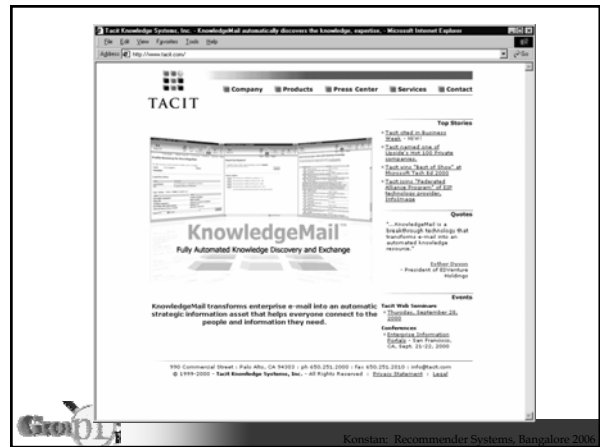 Tacit Knowledge Systems, Inc. - KnowledgeMail automatically discovers the knowledge, expertise, - Microsoft Internet Explorer
File Edit View Favorites Tools Help
Address http://www.tacit.com/ Go
TACIT
Company Products Press Center Services Contact
Top Stories
Tacit cited in Business
Week - NEW!
Tacit named one of
Upside's Hot 100 Private
companies.
Tacit wins "Best of Show" at
Microsoft Tech Ed 2000
Tacit joins "Federated
Alliance Program" of EIP
technology provider,
InfoImage
KnowledgeMail
Fully Automated Knowledge Discovery and Exchange
Quotes
"...KnowledgeMail is a
breakthrough technology that
transforms e-mail into an
automated knowledge
resource."
Esther Dyson
- President of EDventure
Holdings
Events
KnowledgeMail transforms enterprise e-mail into an automatic
strategic information asset that helps everyone connect to the
people and information they need.
Tacit Web Seminars
Thursday, September 28,
2000
Conferences
Enterprise Information
Portals - San Francisco,
CA, Sept. 21-22, 2000
990 Commercial Street : Palo Alto, CA 94303 : ph 650.251.2000 : fax 650.251.2010 : info@tacit.com
© 1999-2000 - Tacit Knowledge Systems, Inc. - All Rights Reserved : Privacy Statement : Legal
Konstan: Recommender Systems, Bangalore 2006